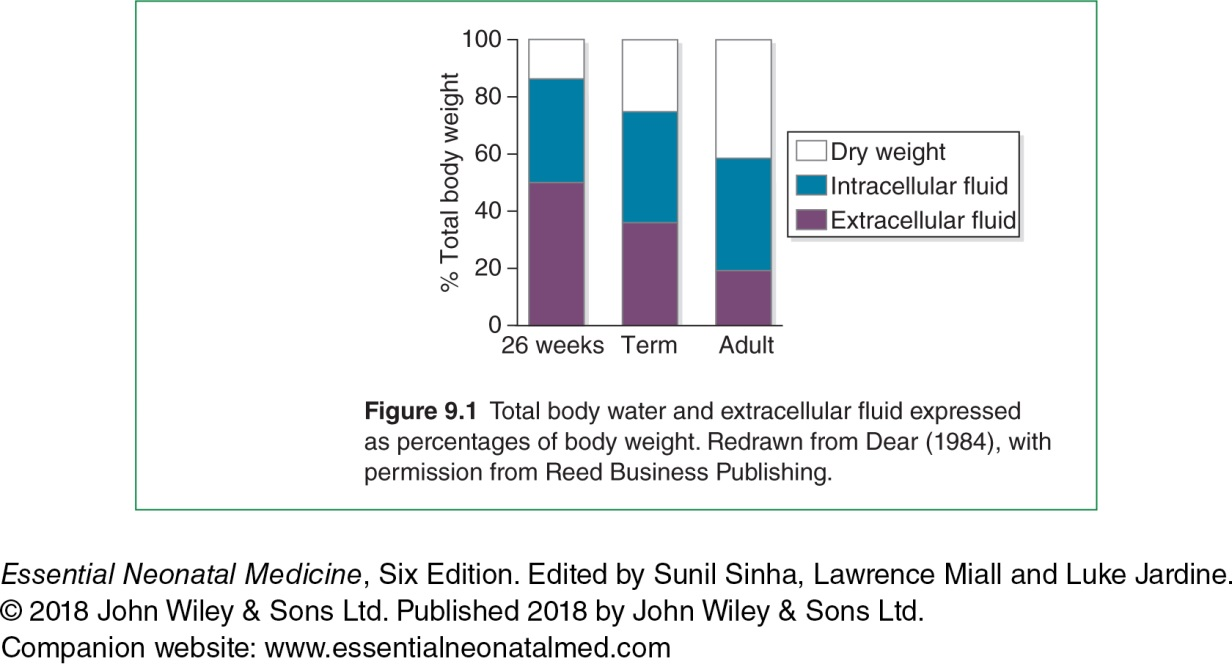 100
80
60
40
20
0
% Total body weight
26 weeks Term Adult
Dry weight
Intracellular fluid
Extracellular fluid
Figure 9.1 Total body water and extracellular fluid expressed
as percentages of body weight. Redrawn from Dear (1984), with
permission from Reed Business Publishing.
Essential Neonatal Medicine, Six Edition. Edited by Sunil Sinha, Lawrence Miall and Luke Jardine.
© 2018 John Wiley & Sons Ltd. Published 2018 by John Wiley & Sons Ltd.
Companion website: www.essentialneonatalmed.com